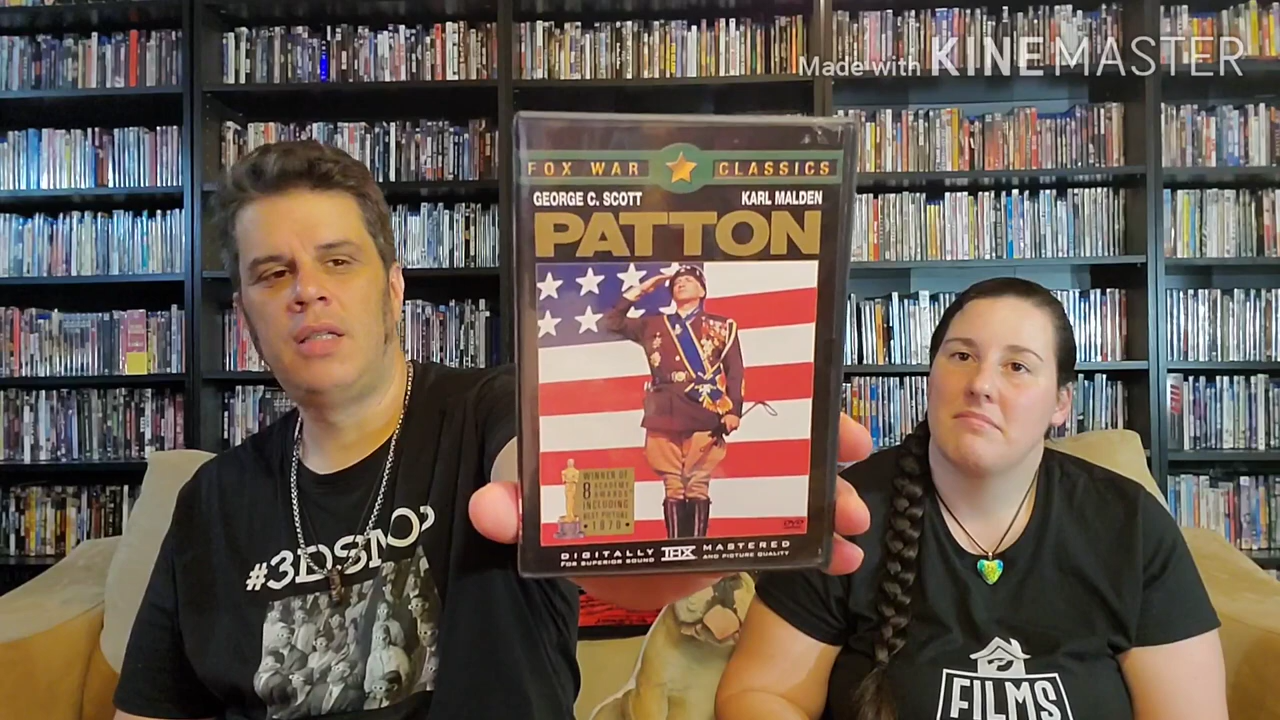 Made with KINEMASTER
FOX WAR CLASSICS
GEORGE C. SCOTT KARL MALDEN
PATTON
WINNER OF
8 ACADEMY
AWARDS
INCLUDING
BEST PICTURE
1970
DVD
DIGITALLY THX MASTERED
FOR SUPERIOR SOUND AND PICTURE QUALITY
FILMS